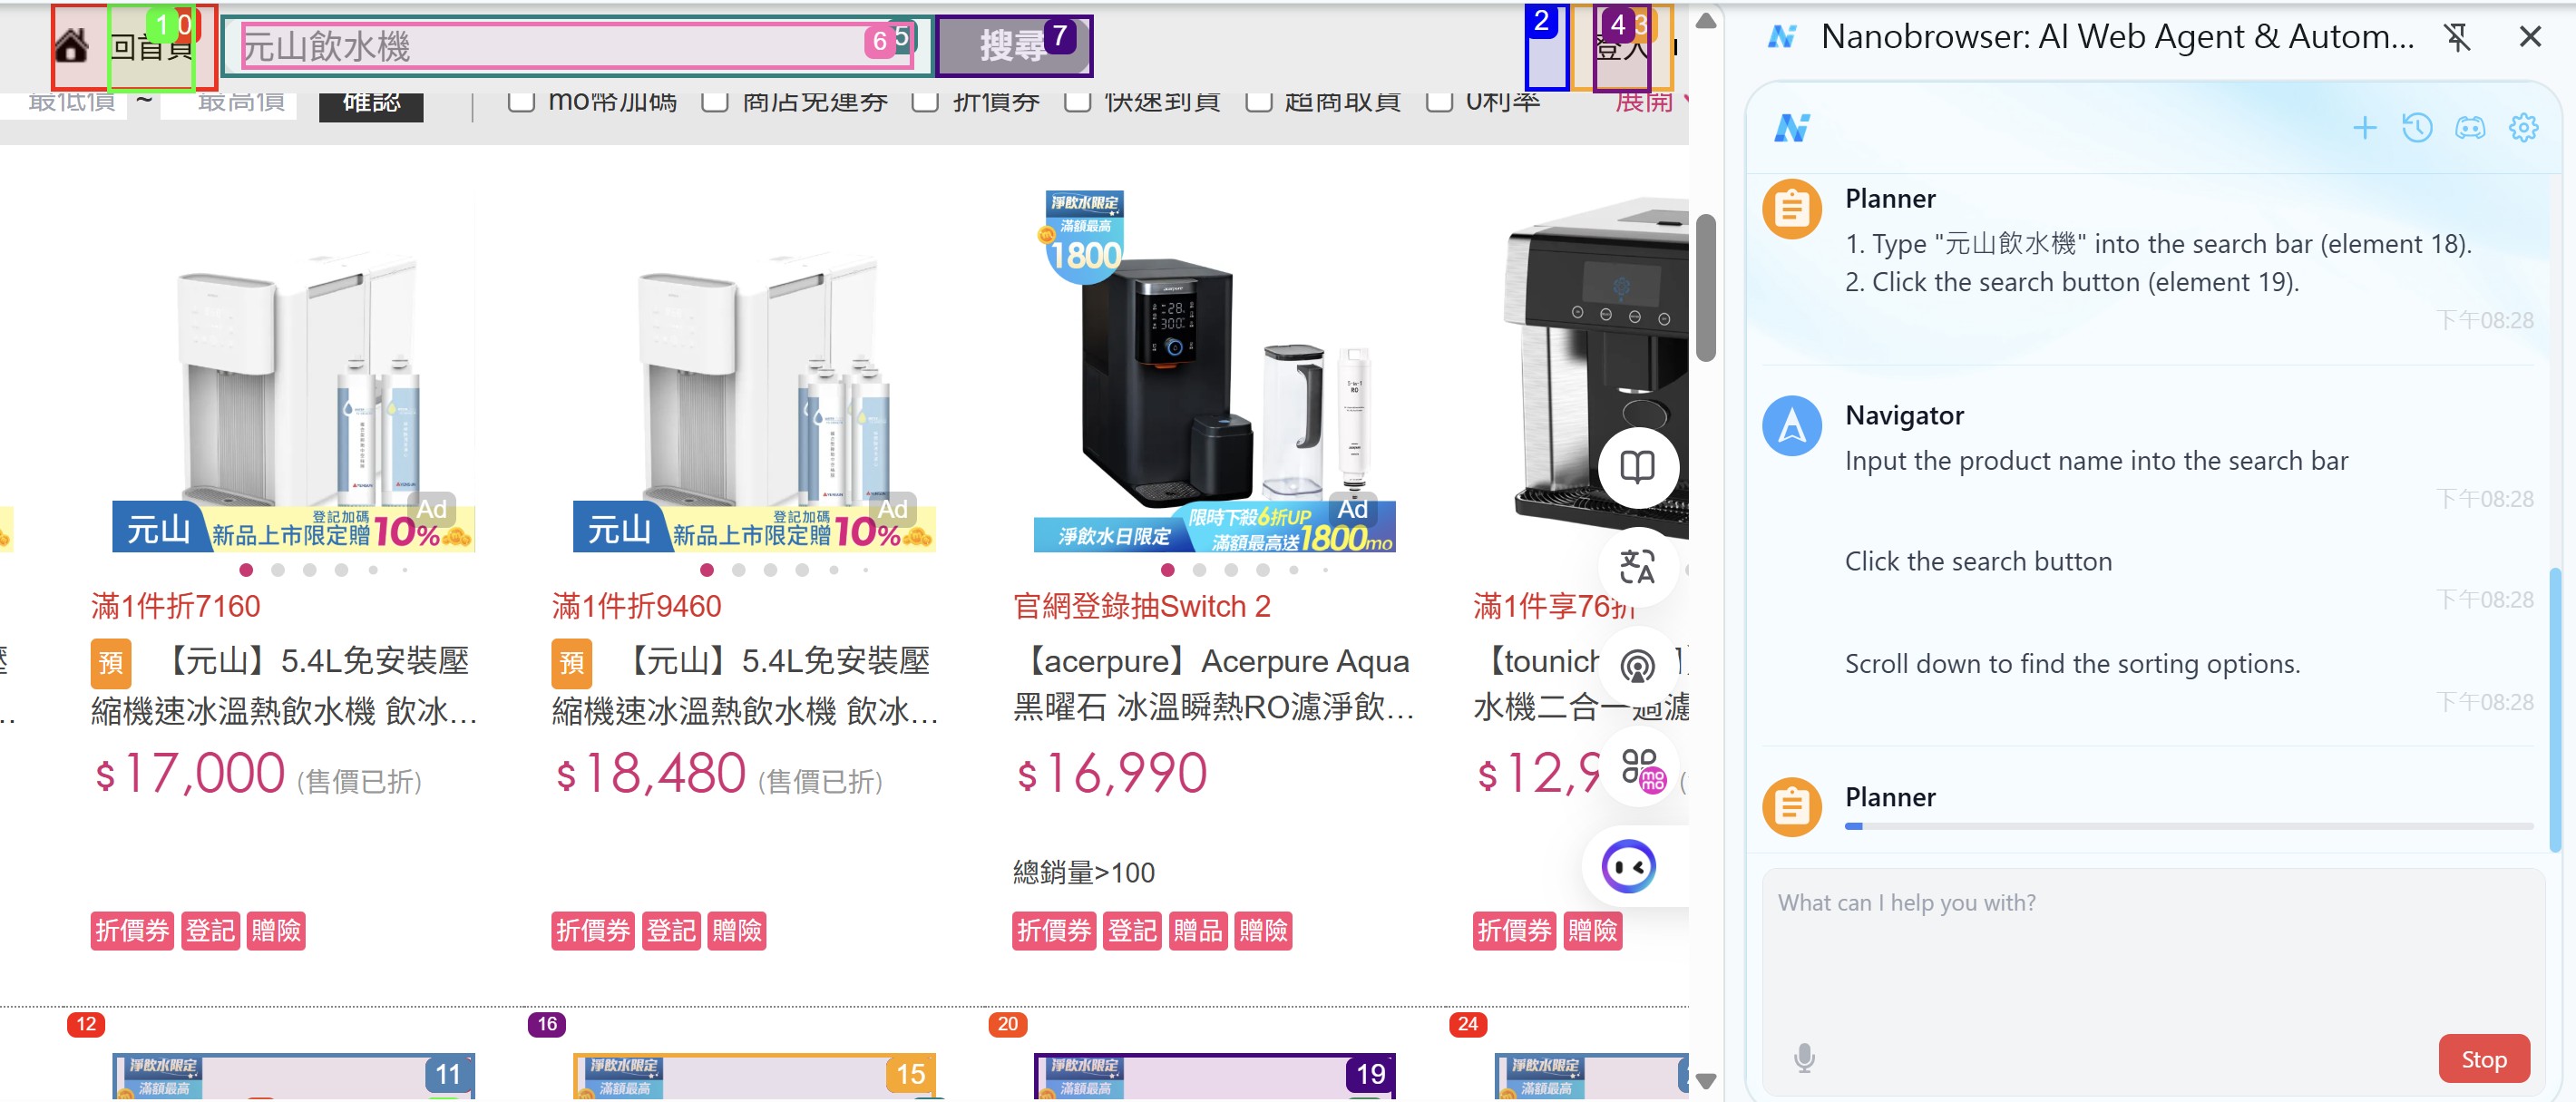 回首頁
1
0
元山飲水機
6
5
搜尋
7
2
4
3
登入
最低價 ~ 最高價 確認
mo幣加碼 商店免運券 折價券 快速到貨 超商取貨 0利率 展開
淨飲水限定
滿額最高
1800
Ad
元山
登記加碼
新品上市限定贈10%
Ad
元山
登記加碼
新品上市限定贈10%
Ad
淨飲水日限定
限時下殺6折UP
滿額最高送1800mo
滿1件折7160
預 【元山】5.4L免安裝壓
縮機速冰溫熱飲水機 飲冰…
$17,000 (售價已折)
折價券 登記 贈險
滿1件折9460
預 【元山】5.4L免安裝壓
縮機速冰溫熱飲水機 飲冰…
$18,480 (售價已折)
折價券 登記 贈險
官網登錄抽Switch 2
【acerpure】Acerpure Aqua
黑曜石 冰溫瞬熱RO濾淨飲…
$16,990
總銷量>100
折價券 登記 贈品 贈險
滿1件享76折
水機二合一過濾
$12,9
折價券 贈險
momo
12
16
20
24
淨飲水限定
滿額最高
11
淨飲水限定
滿額最高
15
淨飲水限定
滿額最高
19
淨飲水限定
滿額最高
Nanobrowser: AI Web Agent & Autom...
Planner
1. Type "元山飲水機" into the search bar (element 18).
2. Click the search button (element 19).
下午08:28
Navigator
Input the product name into the search bar
下午08:28
Click the search button
下午08:28
Scroll down to find the sorting options.
下午08:28
Planner
What can I help you with?
Stop